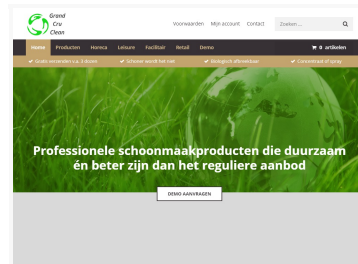 Grand
Cru
Clean
Voorwaarden Mijn account Contact Zoeken ...
Home Producten Horeca Leisure Facilitair Retail Demo 0 artikelen
Gratis verzenden v.a. 3 dozen Schoner wordt het niet Biologisch afbreekbaar Concentraat of spray
Professionele schoonmaakproducten die duurzaam
én beter zijn dan het reguliere aanbod
DEMO AANVRAGEN